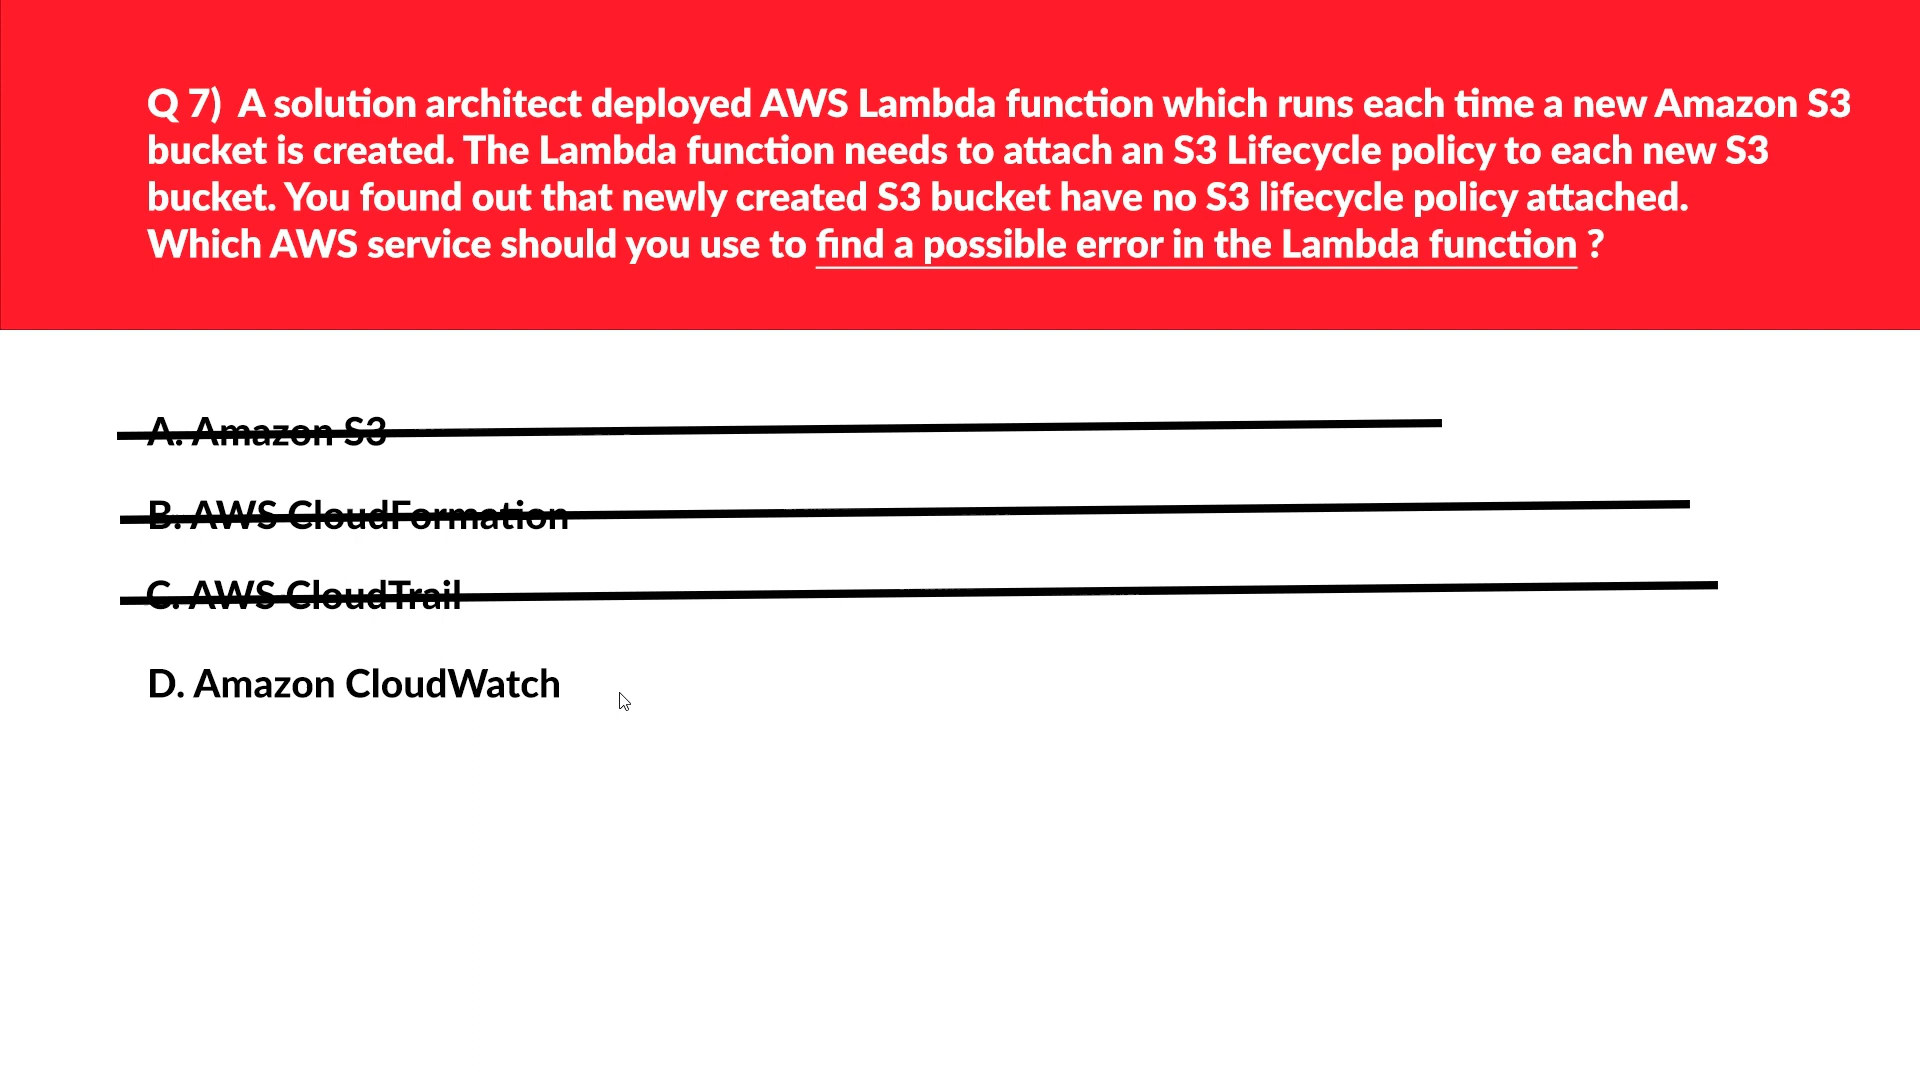 Q 7) A solution architect deployed AWS Lambda function which runs each time a new Amazon S3
bucket is created. The Lambda function needs to attach an S3 Lifecycle policy to each new S3
bucket. You found out that newly created S3 bucket have no S3 lifecycle policy attached.
Which AWS service should you use to find a possible error in the Lambda function ?
A. Amazon S3
B. AWS CloudFormation
C. AWS CloudTrail
D. Amazon CloudWatch